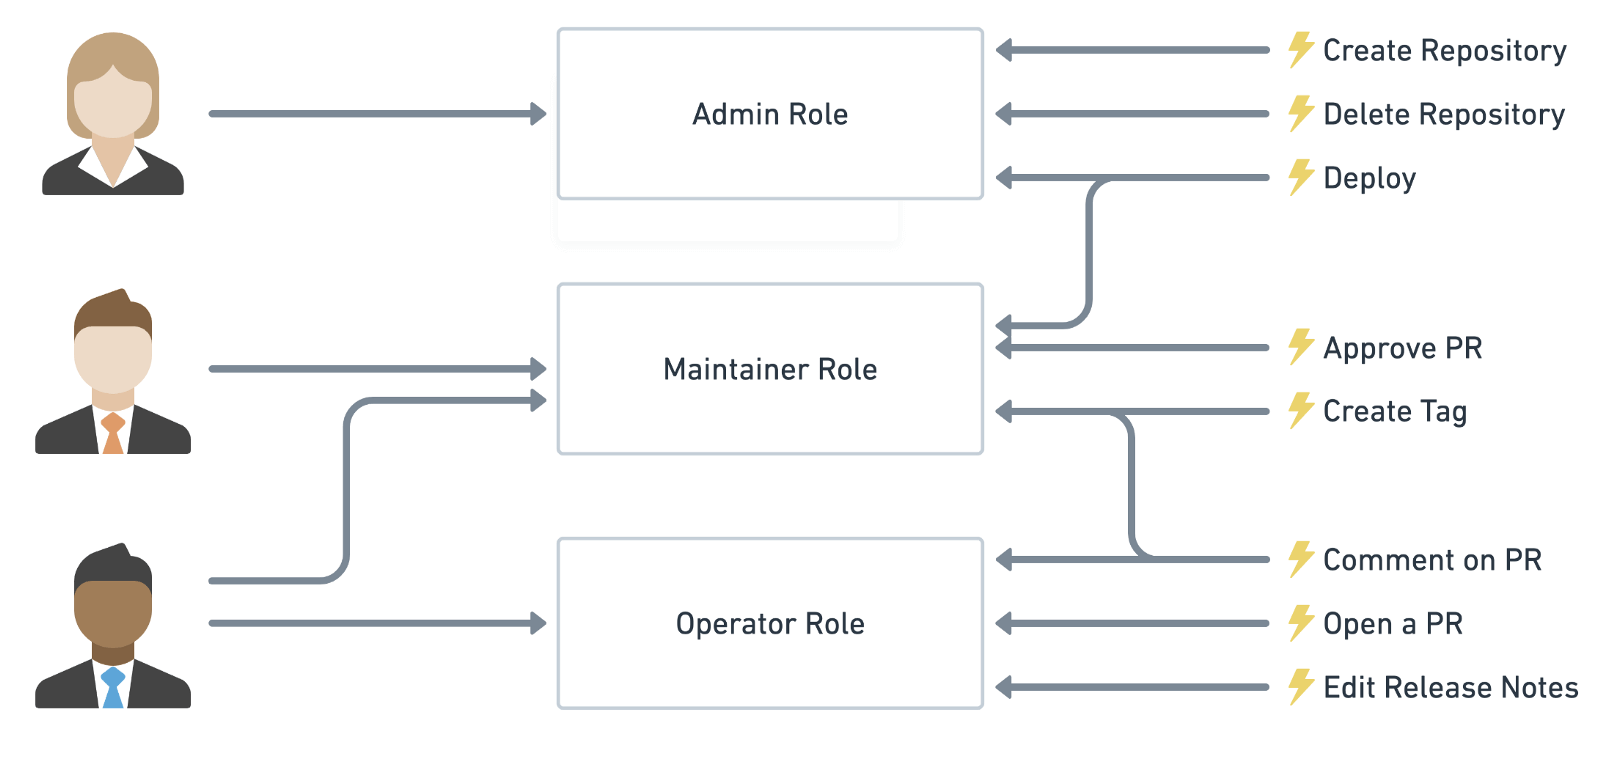 Admin Role
Create Repository
Delete Repository
Deploy
Maintainer Role
Approve PR
Create Tag
Operator Role
Comment on PR
Open a PR
Edit Release Notes